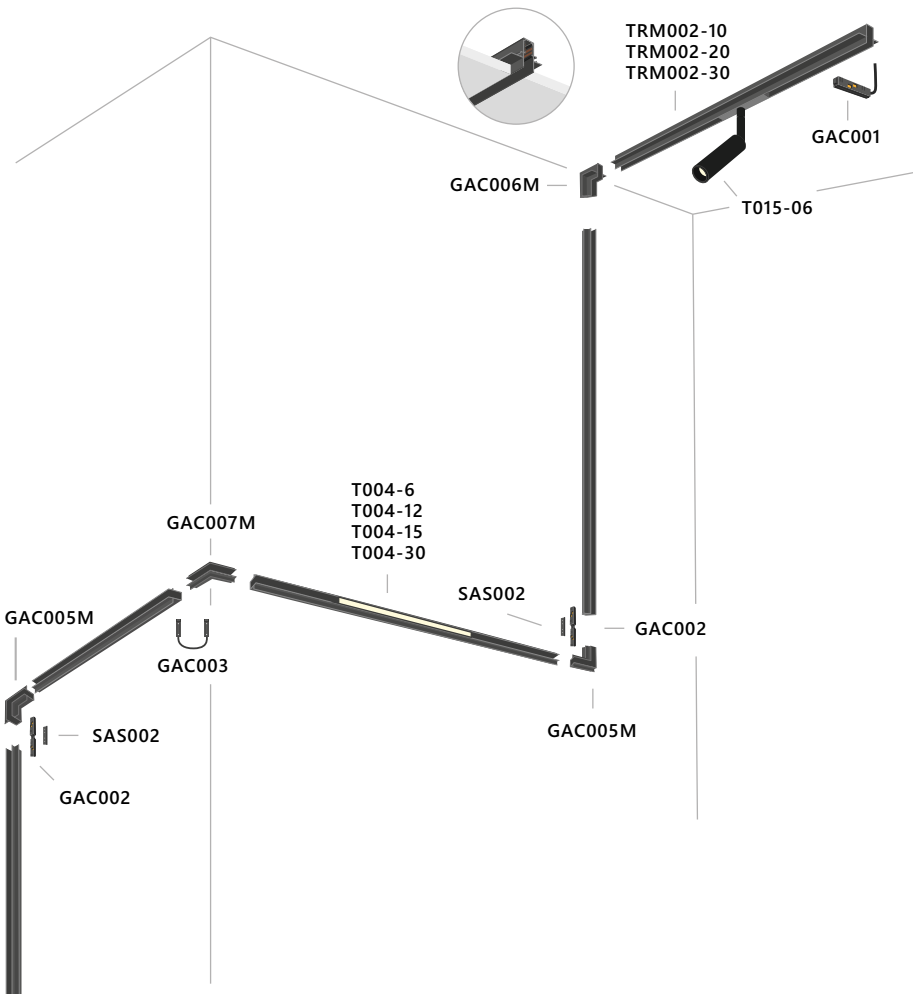 TRM002-10
TRM002-20
TRM002-30
GAC001
GAC006M
T015-06
T004-6
T004-12
T004-15
T004-30
GAC007M
SAS002
GAC002
GAC005M
GAC003
GAC005M
SAS002
GAC002